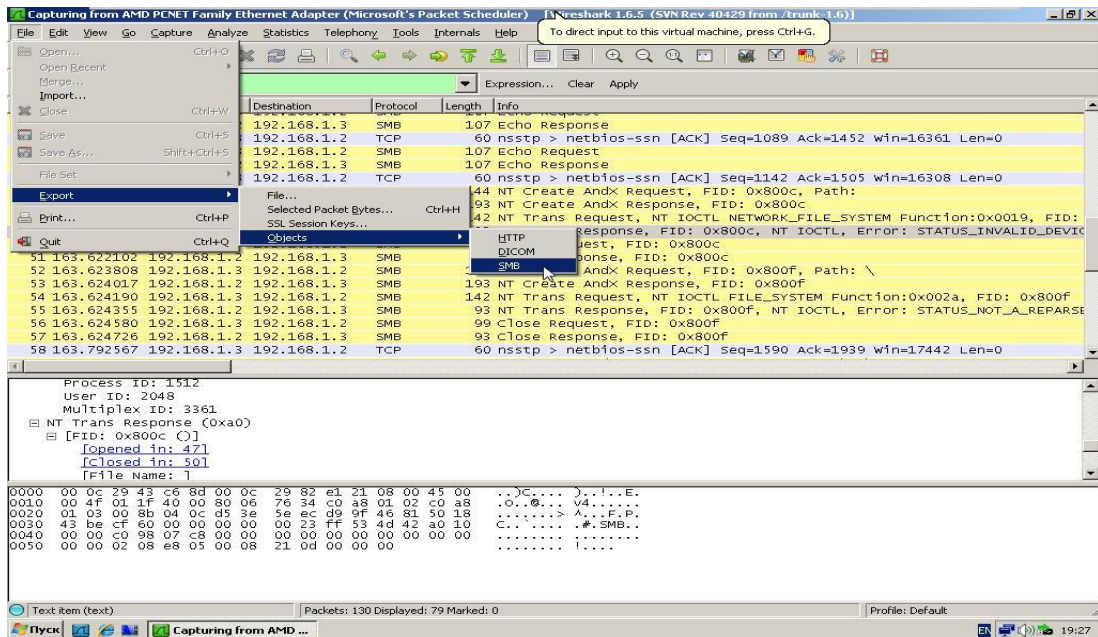 Capturing from AMD PCNET Family Ethernet Adapter (Microsoft's Packet Scheduler) [Wireshark 1.6.5 (SVN Rev 40429 from /trunk-1.6)]
To direct input to this virtual machine, press Ctrl+G.
File Edit View Go Capture Analyze Statistics Telephony Tools Internals Help
Open... Ctrl+O
Open Recent
Merge...
Import...
Close Ctrl+W
Save Ctrl+S
Save As... Shift+Ctrl+S
File Set
Export
Print... Ctrl+P
Quit Ctrl+Q
File...
Selected Packet Bytes... Ctrl+H
SSL Session Keys...
Objects
HTTP
DICOM
SMB
Expression... Clear Apply
Destination Protocol Length Info
192.168.1.3 SMB 107 Echo Response
192.168.1.2 TCP 60 nsstp > netbios-ssn [ACK] Seq=1089 Ack=1452 Win=16361 Len=0
192.168.1.2 SMB 107 Echo Request
192.168.1.3 SMB 107 Echo Response
192.168.1.2 TCP 60 nsstp > netbios-ssn [ACK] Seq=1142 Ack=1505 Win=16308 Len=0
44 NT Create AndX Request, FID: 0x800c, Path:
93 NT Create AndX Response, FID: 0x800c
42 NT Trans Request, NT IOCTL NETWORK_FILE_SYSTEM Function:0x0019, FID:
Response, FID: 0x800c, NT IOCTL, Error: STATUS_INVALID_DEVIC
uest, FID: 0x800c
51 163.622102 192.168.1.2 192.168.1.3 SMB ponse, FID: 0x800c
52 163.623808 192.168.1.3 192.168.1.2 SMB AndX Request, FID: 0x800f, Path: \
53 163.624017 192.168.1.2 192.168.1.3 SMB 193 NT Create AndX Response, FID: 0x800f
54 163.624190 192.168.1.3 192.168.1.2 SMB 142 NT Trans Request, NT IOCTL FILE_SYSTEM Function:0x002a, FID: 0x800f
55 163.624355 192.168.1.2 192.168.1.3 SMB 93 NT Trans Response, FID: 0x800f, NT IOCTL, Error: STATUS_NOT_A_REPARSE
56 163.624580 192.168.1.3 192.168.1.2 SMB 99 Close Request, FID: 0x800f
57 163.624726 192.168.1.2 192.168.1.3 SMB 93 Close Response, FID: 0x800f
58 163.792567 192.168.1.3 192.168.1.2 TCP 60 nsstp > netbios-ssn [ACK] Seq=1590 Ack=1939 Win=17442 Len=0
Process ID: 1512
User ID: 2048
Multiplex ID: 3361
NT Trans Response (0xa0)
[FID: 0x800c ()]
[Opened in: 47]
[Closed in: 50]
[File Name: ]
0000 00 0c 29 43 c6 8d 00 0c 29 82 e1 21 08 00 45 00 ..)C.... )..!..E.
0010 00 4f 01 1f 40 00 80 06 76 34 c0 a8 01 02 c0 a8 .O..@... v4......
0020 01 03 00 8b 04 0c d5 3e 5e ec d9 9f 46 81 50 18 .......> ^...F.P.
0030 43 be cf 60 00 00 00 00 00 23 ff 53 4d 42 a0 10 C..`.... .#.SMB..
0040 00 00 c0 98 07 c8 00 00 00 00 00 00 00 00 00 00 ........ ........
0050 00 00 02 08 e8 05 00 08 21 0d 00 00 00 ........ !....
Text item (text) Packets: 130 Displayed: 79 Marked: 0 Profile: Default
Пуск Capturing from AMD ... EN 19:27